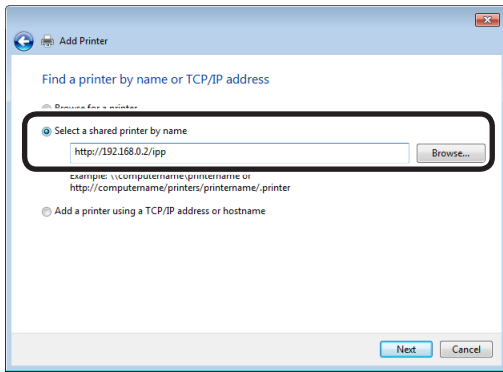 Add Printer
Find a printer by name or TCP/IP address
Browse for a printer
Select a shared printer by name
http://192.168.0.2/ipp
Browse...
Example: \\computername\printername or
http://computername/printers/printername/.printer
Add a printer using a TCP/IP address or hostname
Next
Cancel